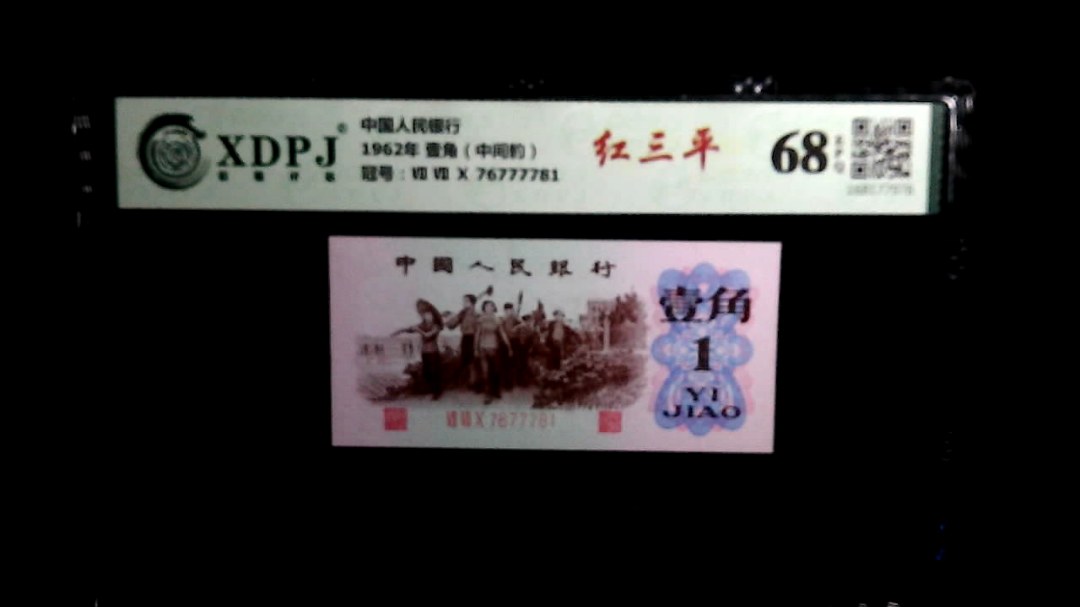 XDPJ®
中国人民银行
1962年 壹角（中间豹）
冠号：Ⅶ Ⅶ X 76777781
红三平
68
中國人民銀行
壹角
1
YI
JIAO
ⅦⅦX 76777781